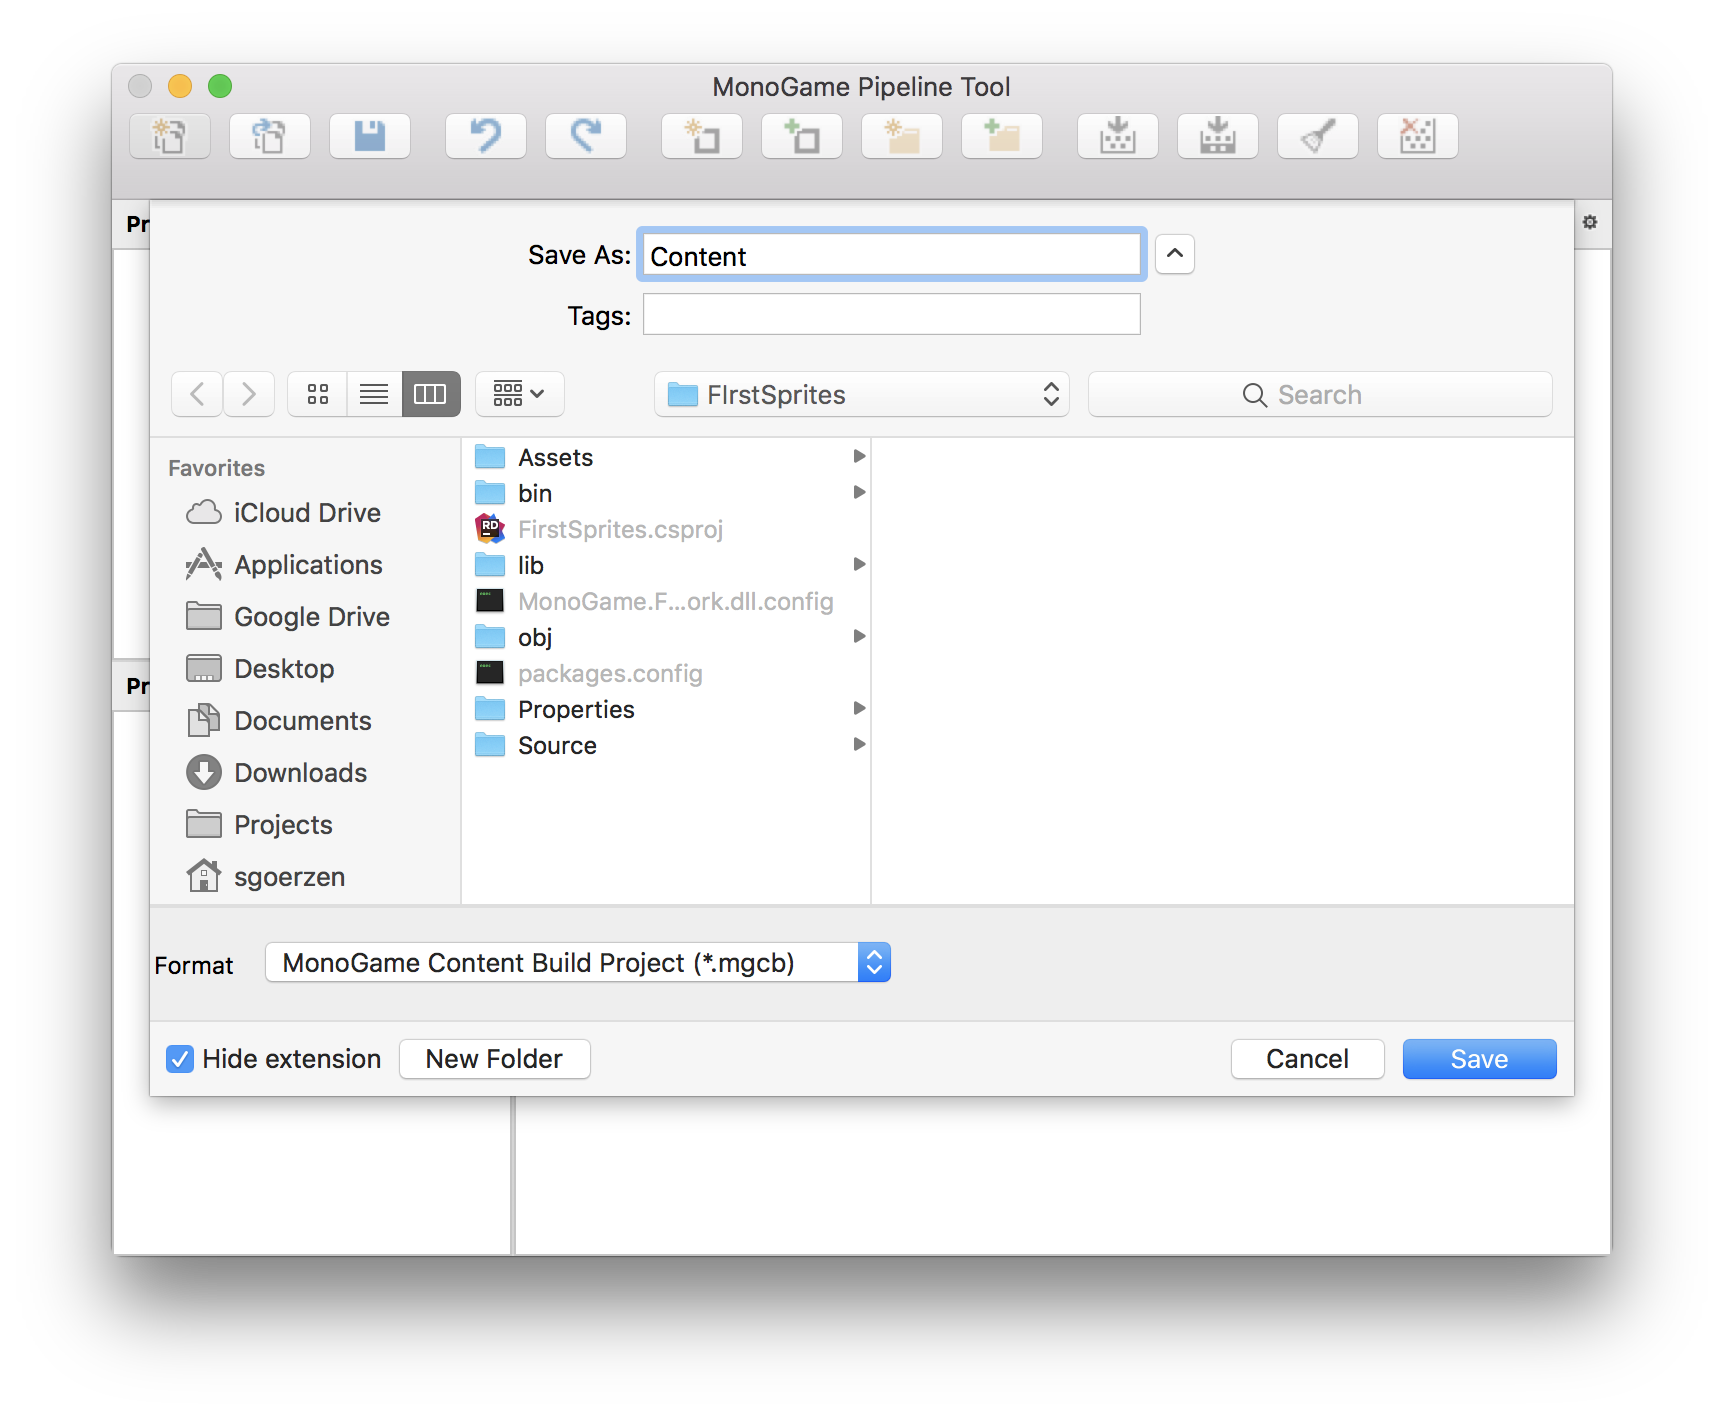 MonoGame Pipeline Tool
Pr
Save As: Content
Tags:
FIrstSprites
Search
Favorites
iCloud Drive
Applications
Google Drive
Desktop
Documents
Downloads
Projects
sgoerzen
Assets
bin
RD FirstSprites.csproj
lib
MonoGame.F...ork.dll.config
obj
packages.config
Properties
Source
Pr
Format MonoGame Content Build Project (*.mgcb)
Hide extension New Folder Cancel Save